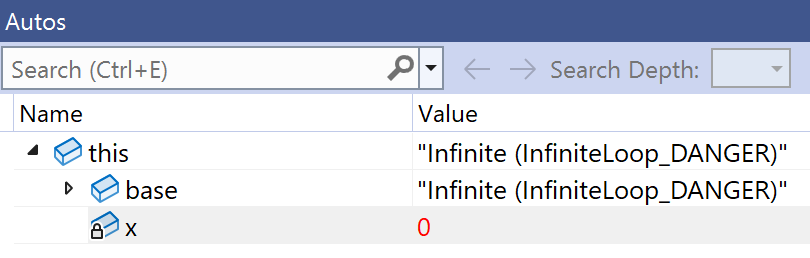 Autos
Search (Ctrl+E) Search Depth:
Name Value
this "Infinite (InfiniteLoop_DANGER)"
base "Infinite (InfiniteLoop_DANGER)"
x 0